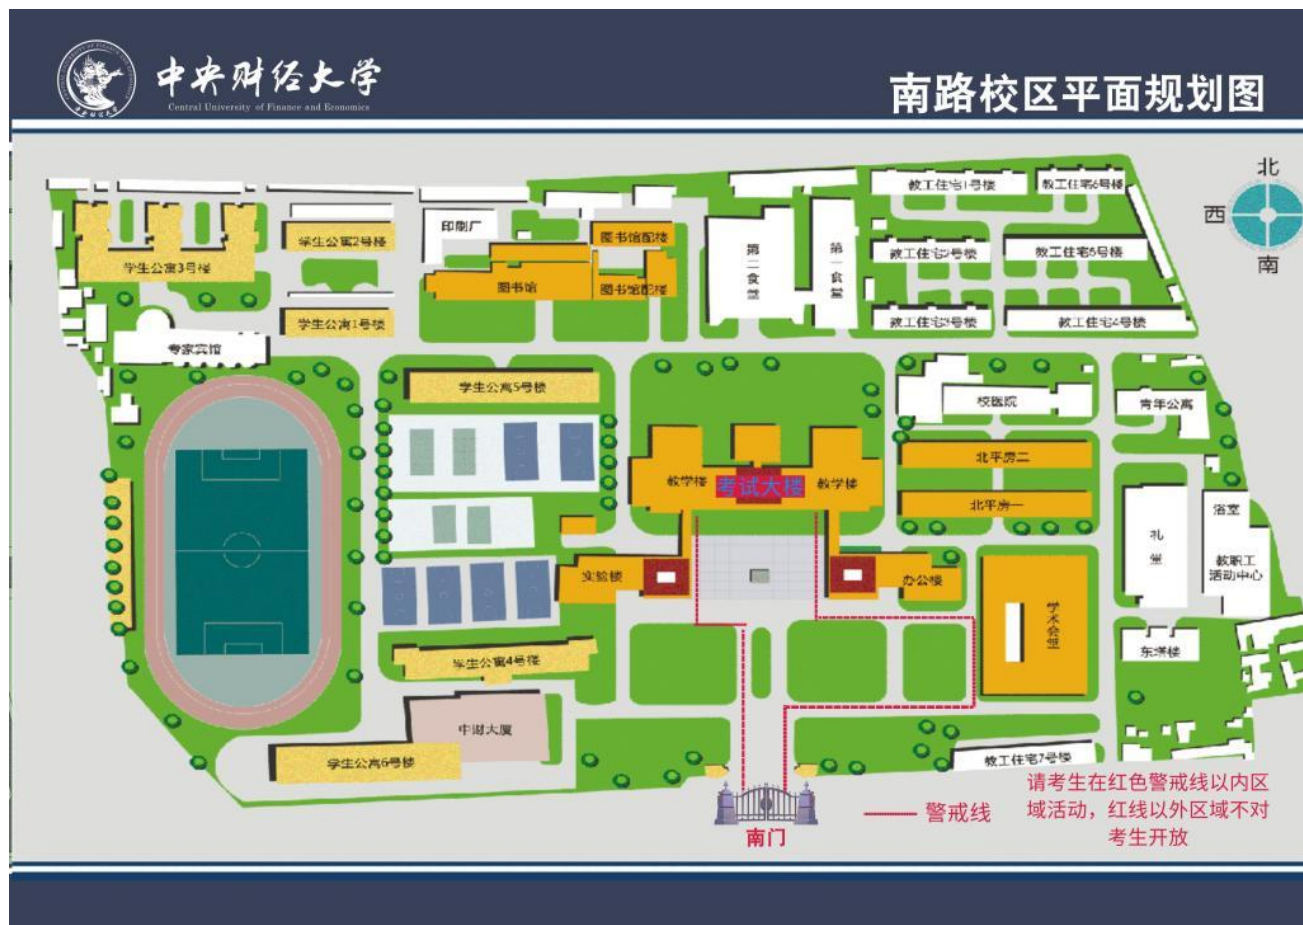 中央财经大学
Central University of Finance and Economics
南路校区平面规划图
北
西
南
教工住宅1号楼
教工住宅6号楼
印刷厂
学生公寓2号楼
图书馆配楼
第二食堂
第一食堂
教工住宅2号楼
教工住宅5号楼
学生公寓3号楼
图书馆
图书馆配楼
学生公寓1号楼
教工住宅3号楼
教工住宅4号楼
专家宾馆
学生公寓5号楼
校医院
青年公寓
北平房二
教学楼
考试大楼
教学楼
北平房一
浴室
礼堂
教职工
活动中心
实验楼
办公楼
学术会堂
东塔楼
学生公寓4号楼
中财大厦
学生公寓6号楼
教工住宅7号楼
请考生在红色警戒线以内区
域活动，红线以外区域不对
考生开放
警戒线
南门